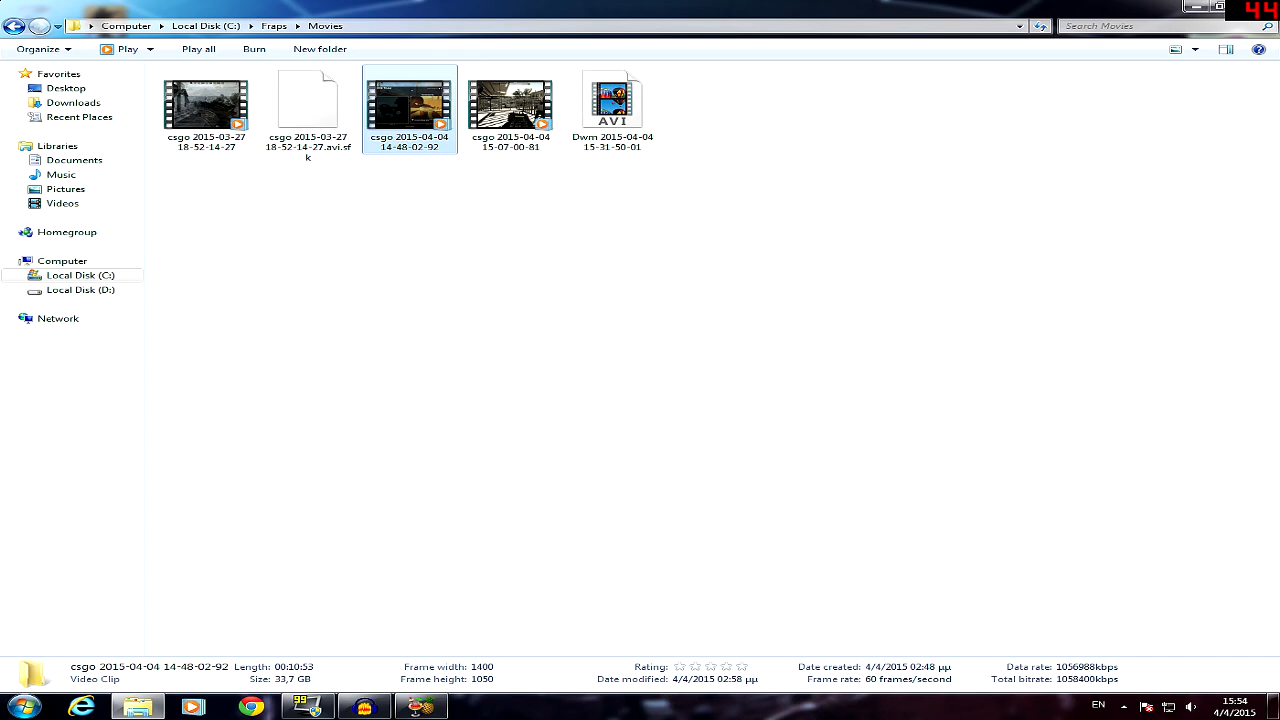 44
Computer Local Disk (C:) Fraps Movies Search Movies
Organize Play Play all Burn New folder
Favorites
Desktop
Downloads
Recent Places
Libraries
Documents
Music
Pictures
Videos
Homegroup
Computer
Local Disk (C:)
Local Disk (D:)
Network
csgo 2015-03-27
18-52-14-27
csgo 2015-03-27
18-52-14-27.avi.sf
k
csgo 2015-04-04
14-48-02-92
csgo 2015-04-04
15-07-00-81
AVI
Dwm 2015-04-04
15-31-50-01
csgo 2015-04-04 14-48-02-92 Length: 00:10:53 Frame width: 1400 Rating: Date created: 4/4/2015 02:48 μμ Data rate: 1056988kbps
Video Clip Size: 33,7 GB Frame height: 1050 Date modified: 4/4/2015 02:58 μμ Frame rate: 60 frames/second Total bitrate: 1058400kbps
99
EN
15:54
4/4/2015